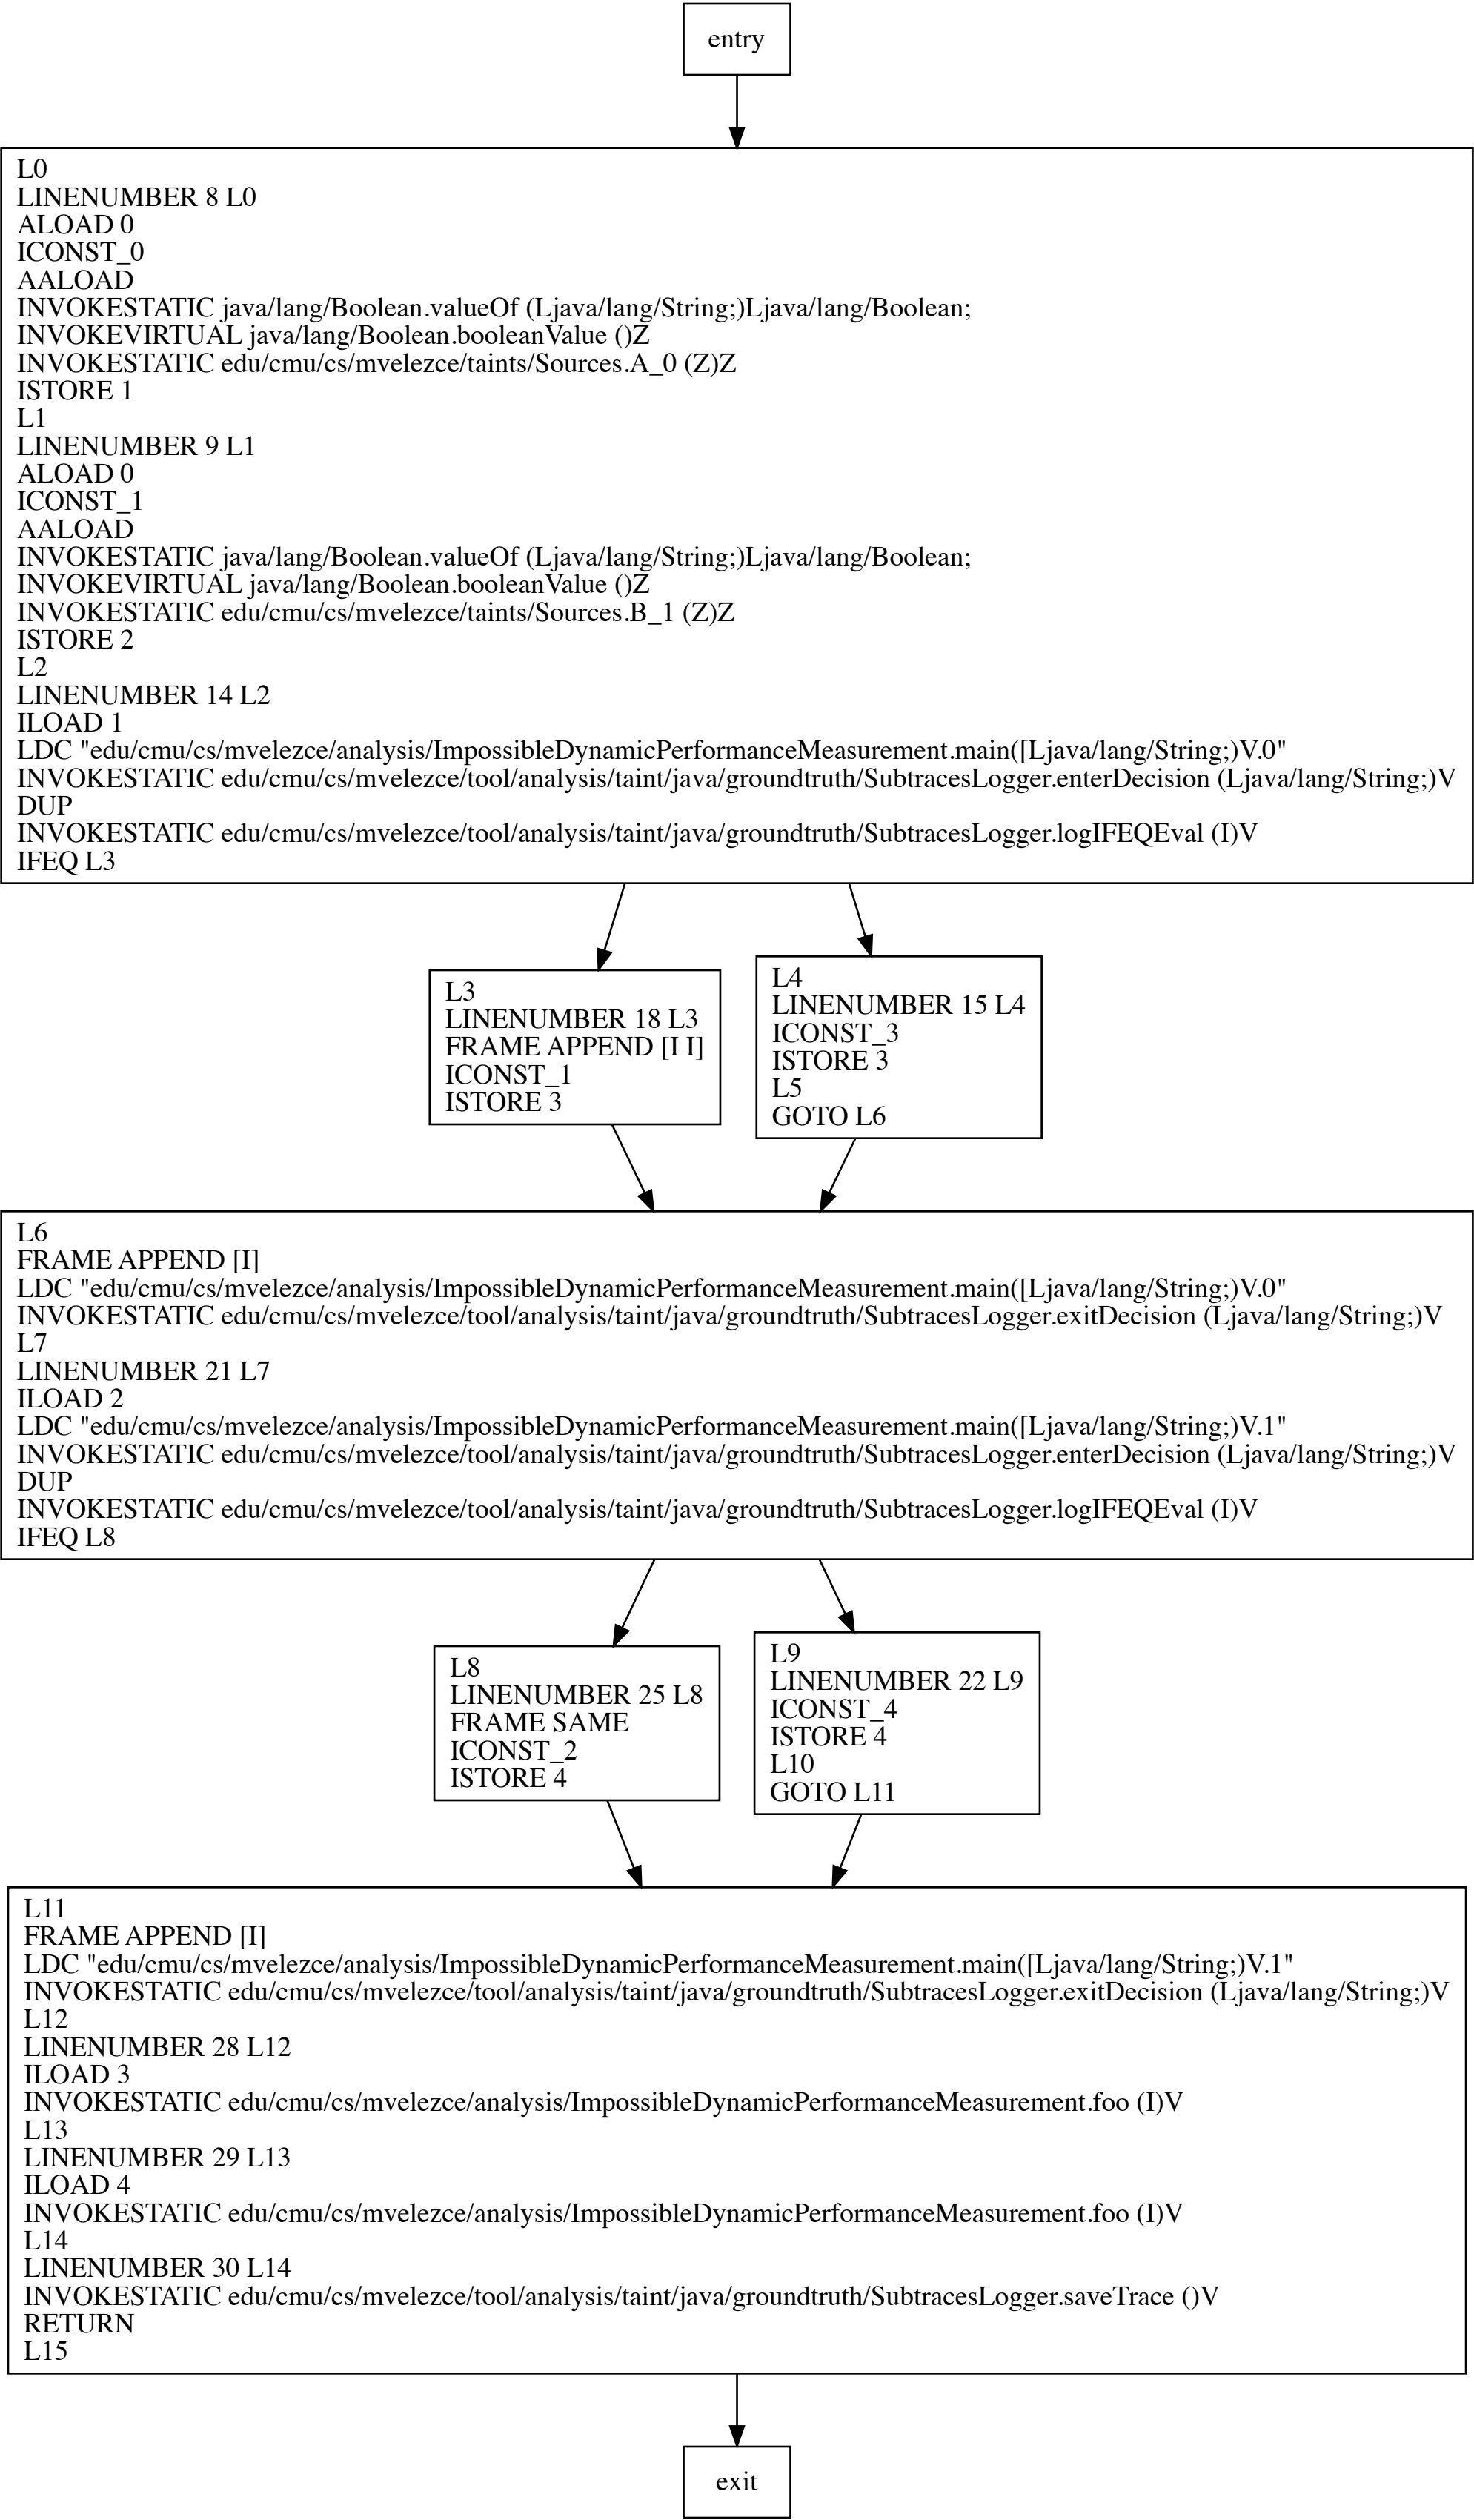 entry
L0
LINENUMBER 8 L0
ALOAD 0
ICONST_0
AALOAD
INVOKESTATIC java/lang/Boolean.valueOf (Ljava/lang/String;)Ljava/lang/Boolean;
INVOKEVIRTUAL java/lang/Boolean.booleanValue ()Z
INVOKESTATIC edu/cmu/cs/mvelezce/taints/Sources.A_0 (Z)Z
ISTORE 1
L1
LINENUMBER 9 L1
ALOAD 0
ICONST_1
AALOAD
INVOKESTATIC java/lang/Boolean.valueOf (Ljava/lang/String;)Ljava/lang/Boolean;
INVOKEVIRTUAL java/lang/Boolean.booleanValue ()Z
INVOKESTATIC edu/cmu/cs/mvelezce/taints/Sources.B_1 (Z)Z
ISTORE 2
L2
LINENUMBER 14 L2
ILOAD 1
LDC "edu/cmu/cs/mvelezce/analysis/ImpossibleDynamicPerformanceMeasurement.main([Ljava/lang/String;)V.0"
INVOKESTATIC edu/cmu/cs/mvelezce/tool/analysis/taint/java/groundtruth/SubtracesLogger.enterDecision (Ljava/lang/String;)V
DUP
INVOKESTATIC edu/cmu/cs/mvelezce/tool/analysis/taint/java/groundtruth/SubtracesLogger.logIFEQEval (I)V
IFEQ L3
L3
LINENUMBER 18 L3
FRAME APPEND [I I]
ICONST_1
ISTORE 3
L4
LINENUMBER 15 L4
ICONST_3
ISTORE 3
L5
GOTO L6
L6
FRAME APPEND [I]
LDC "edu/cmu/cs/mvelezce/analysis/ImpossibleDynamicPerformanceMeasurement.main([Ljava/lang/String;)V.0"
INVOKESTATIC edu/cmu/cs/mvelezce/tool/analysis/taint/java/groundtruth/SubtracesLogger.exitDecision (Ljava/lang/String;)V
L7
LINENUMBER 21 L7
ILOAD 2
LDC "edu/cmu/cs/mvelezce/analysis/ImpossibleDynamicPerformanceMeasurement.main([Ljava/lang/String;)V.1"
INVOKESTATIC edu/cmu/cs/mvelezce/tool/analysis/taint/java/groundtruth/SubtracesLogger.enterDecision (Ljava/lang/String;)V
DUP
INVOKESTATIC edu/cmu/cs/mvelezce/tool/analysis/taint/java/groundtruth/SubtracesLogger.logIFEQEval (I)V
IFEQ L8
L8
LINENUMBER 25 L8
FRAME SAME
ICONST_2
ISTORE 4
L9
LINENUMBER 22 L9
ICONST_4
ISTORE 4
L10
GOTO L11
L11
FRAME APPEND [I]
LDC "edu/cmu/cs/mvelezce/analysis/ImpossibleDynamicPerformanceMeasurement.main([Ljava/lang/String;)V.1"
INVOKESTATIC edu/cmu/cs/mvelezce/tool/analysis/taint/java/groundtruth/SubtracesLogger.exitDecision (Ljava/lang/String;)V
L12
LINENUMBER 28 L12
ILOAD 3
INVOKESTATIC edu/cmu/cs/mvelezce/analysis/ImpossibleDynamicPerformanceMeasurement.foo (I)V
L13
LINENUMBER 29 L13
ILOAD 4
INVOKESTATIC edu/cmu/cs/mvelezce/analysis/ImpossibleDynamicPerformanceMeasurement.foo (I)V
L14
LINENUMBER 30 L14
INVOKESTATIC edu/cmu/cs/mvelezce/tool/analysis/taint/java/groundtruth/SubtracesLogger.saveTrace ()V
RETURN
L15
exit